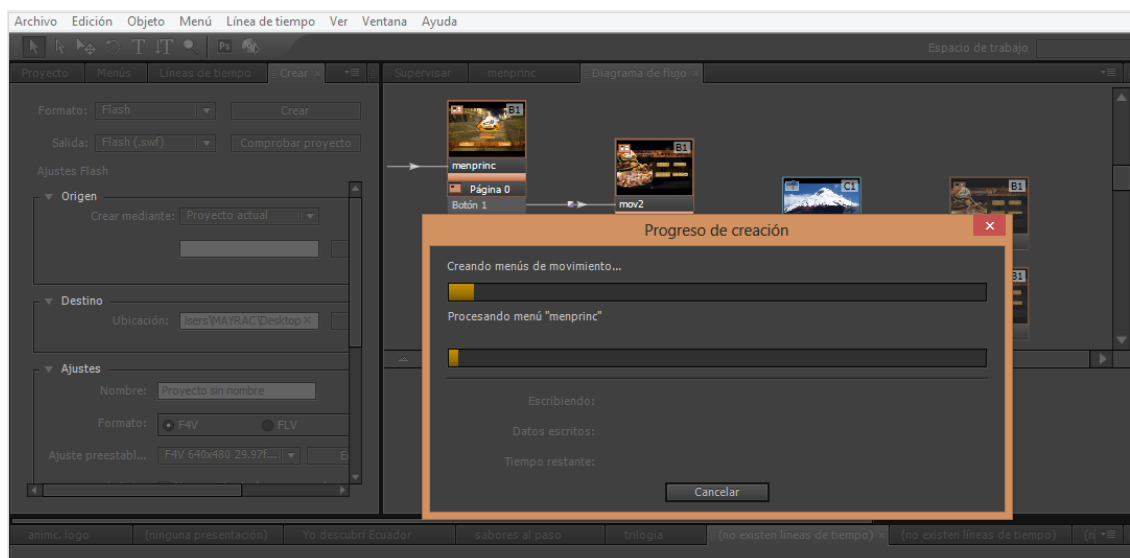 Archivo Edición Objeto Menú Línea de tiempo Ver Ventana Ayuda
Espacio de trabajo
Proyecto Menús Líneas de tiempo Crear
Supervisar menprinc Diagrama de flujo
Formato: Flash Crear
Salida: Flash (.swf) Comprobar proyecto
Ajustes Flash
Origen
Crear mediante: Proyecto actual
Destino
Ubicación: Isers\MAYRAC\Desktop
Ajustes
Nombre: Proyecto sin nombre
Formato: F4V FLV
Ajuste preestabl... F4V 640x480 29.97f...
B1
menprinc
Página 0
Botón 1
B1
mov2
C1
B1
B1
Progreso de creación
Creando menús de movimiento...
Procesando menú "menprinc"
Escribiendo:
Datos escritos:
Tiempo restante:
Cancelar
animc. logo (ninguna presentación) Yo descubrí Ecuador sabores al paso trilogia (no existen líneas de tiempo) (no existen líneas de tiempo)